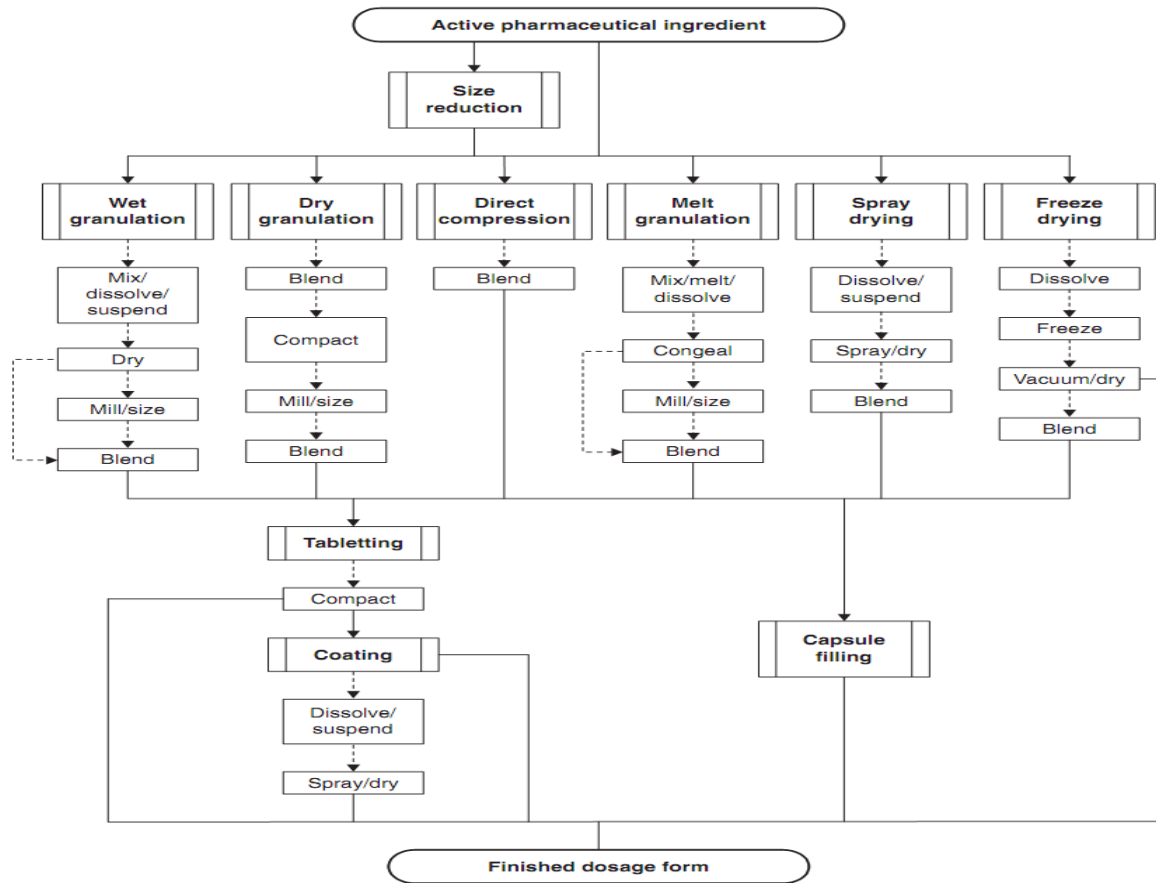 Active pharmaceutical ingredient
Size
reduction
Wet
granulation
Dry
granulation
Direct
compression
Melt
granulation
Spray
drying
Freeze
drying
Mix/
dissolve/
suspend
Blend
Blend
Mix/melt/
dissolve
Dissolve/
suspend
Dissolve
Dry
Compact
Congeal
Spray/dry
Freeze
Mill/size
Mill/size
Mill/size
Blend
Vacuum/dry
Blend
Blend
Blend
Blend
Tabletting
Compact
Coating
Capsule
filling
Dissolve/
suspend
Spray/dry
Finished dosage form